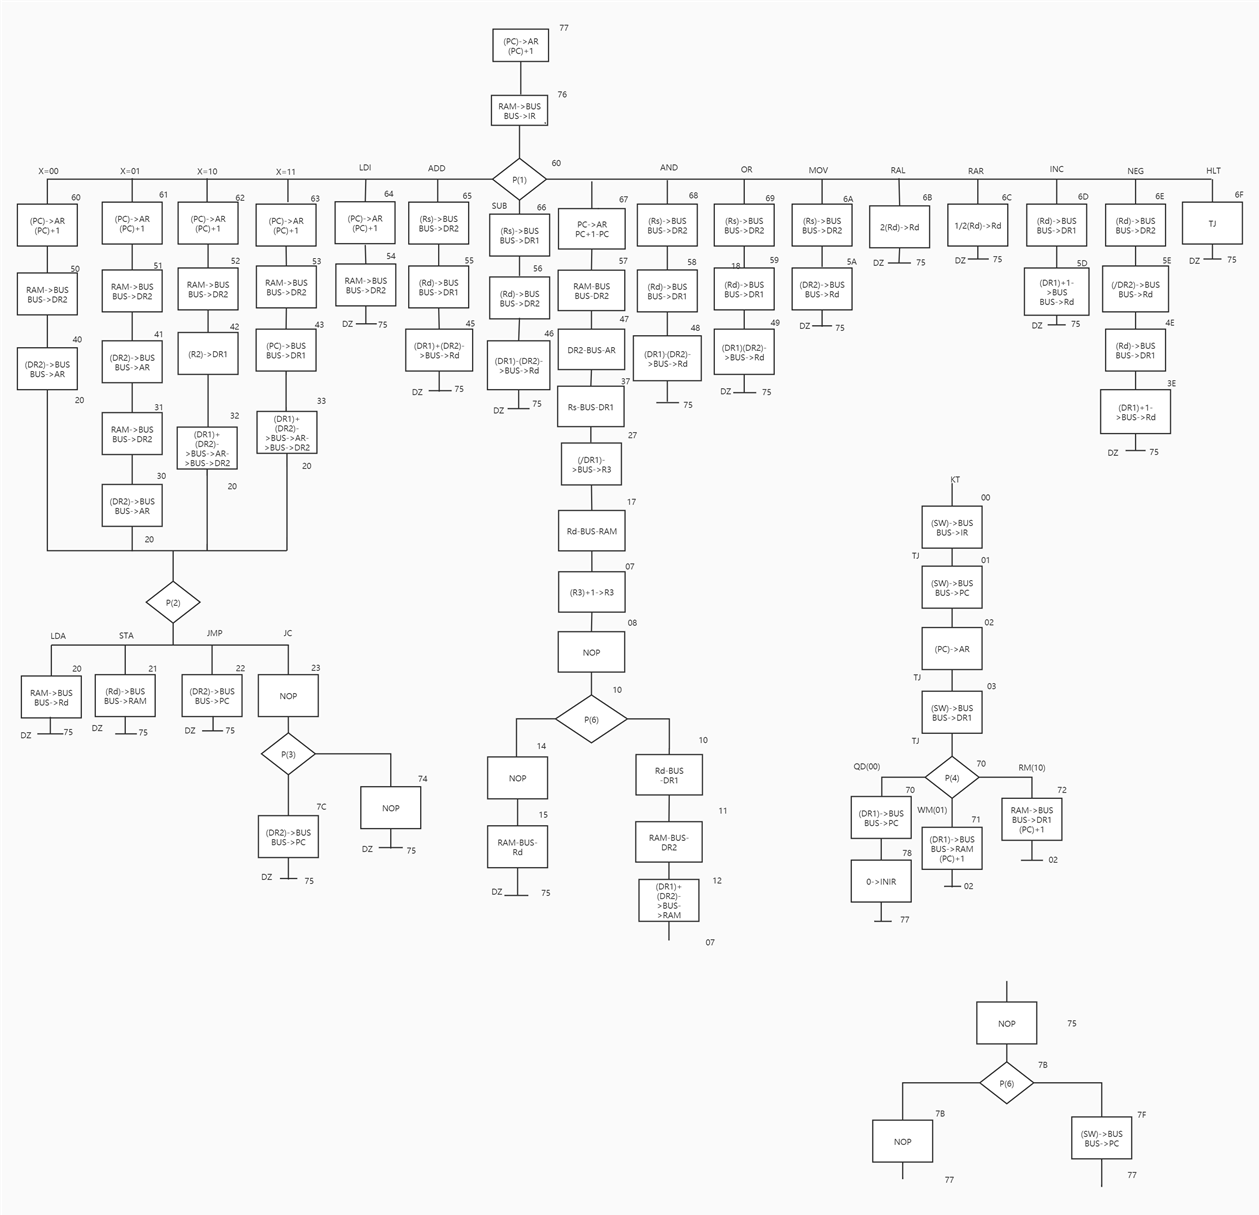 77
(PC)->AR
(PC)+1
76
RAM->BUS
BUS->IR
60
P(1)
X=00
X=01
X=10
X=11
LDI
ADD
SUB
AND
OR
MOV
RAL
RAR
INC
NEG
HLT
60
(PC)->AR
(PC)+1
50
RAM->BUS
BUS->DR2
40
(DR2)->BUS
BUS->AR
20
61
(PC)->AR
(PC)+1
51
RAM->BUS
BUS->DR2
41
(DR2)->BUS
BUS->AR
31
RAM->BUS
BUS->DR2
30
(DR2)->BUS
BUS->AR
20
62
(PC)->AR
(PC)+1
52
RAM->BUS
BUS->DR2
42
(R2)->DR1
32
(DR1)+
(DR2)-
>BUS->AR-
>BUS->DR2
20
63
(PC)->AR
(PC)+1
53
RAM->BUS
BUS->DR2
43
(PC)->BUS
BUS->DR1
33
(DR1)+
(DR2)-
>BUS->AR-
>BUS->DR2
20
64
(PC)->AR
(PC)+1
54
RAM->BUS
BUS->DR2
DZ
75
65
(Rs)->BUS
BUS->DR2
55
(Rd)->BUS
BUS->DR1
45
(DR1)+(DR2)-
>BUS->Rd
DZ
75
66
(Rs)->BUS
BUS->DR1
56
(Rd)->BUS
BUS->DR2
46
(DR1)-(DR2)-
>BUS->Rd
DZ
75
67
PC->AR
PC+1-PC
57
RAM-BUS
BUS-DR2
47
DR2-BUS-AR
37
Rs-BUS-DR1
27
(/DR1)-
>BUS->R3
17
Rd-BUS-RAM
07
(R3)+1->R3
08
NOP
10
P(6)
14
NOP
15
RAM-BUS-
Rd
DZ
75
10
Rd-BUS
-DR1
11
RAM-BUS-
DR2
12
(DR1)+
(DR2)-
>BUS-
>RAM
07
68
(Rs)->BUS
BUS->DR2
58
(Rd)->BUS
BUS->DR1
48
(DR1)·(DR2)-
>BUS->Rd
75
69
(Rs)->BUS
BUS->DR2
18
59
(Rd)->BUS
BUS->DR1
49
(DR1)(DR2)-
>BUS->Rd
DZ
75
6A
(Rs)->BUS
BUS->DR2
5A
(DR2)->BUS
BUS->Rd
DZ
75
6B
2(Rd)->Rd
DZ
75
6C
1/2(Rd)->Rd
DZ
75
6D
(Rd)->BUS
BUS->DR1
5D
(DR1)+1-
>BUS
BUS->Rd
DZ
75
6E
(Rd)->BUS
BUS->DR2
5E
(/DR2)->BUS
BUS->Rd
4E
(Rd)->BUS
BUS->DR1
3E
(DR1)+1-
>BUS->Rd
DZ
75
6F
TJ
DZ
75
P(2)
LDA
STA
JMP
JC
20
RAM->BUS
BUS->Rd
DZ
75
21
(Rd)->BUS
BUS->RAM
DZ
75
22
(DR2)->BUS
BUS->PC
DZ
75
23
NOP
P(3)
7C
(DR2)->BUS
BUS->PC
DZ
75
74
NOP
DZ
75
KT
00
(SW)->BUS
BUS->IR
TJ
01
(SW)->BUS
BUS->PC
02
(PC)->AR
TJ
03
(SW)->BUS
BUS->DR1
TJ
70
P(4)
QD(00)
WM(01)
RM(10)
70
(DR1)->BUS
BUS->PC
78
0->INIR
77
71
(DR1)->BUS
BUS->RAM
(PC)+1
02
72
RAM->BUS
BUS->DR1
(PC)+1
02
NOP
75
7B
P(6)
7B
NOP
77
7F
(SW)->BUS
BUS->PC
77